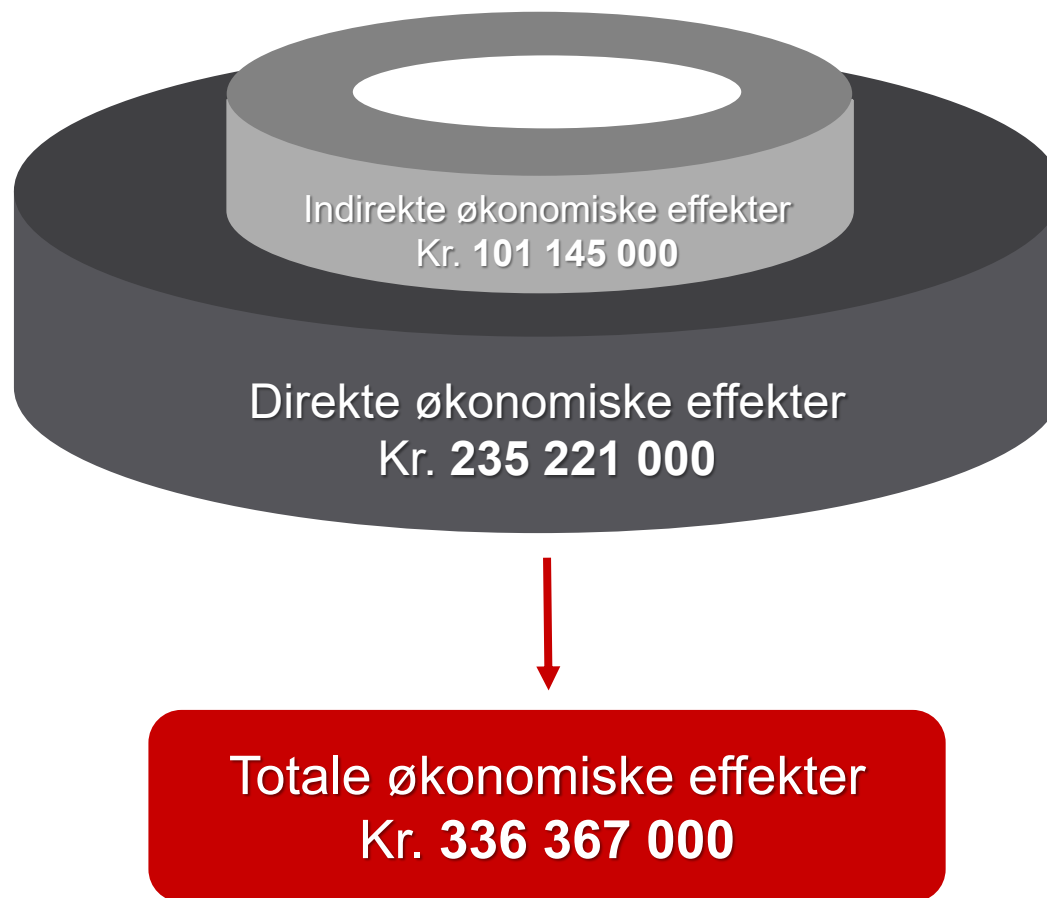 Indirekte økonomiske effekter
Kr. 101 145 000
Direkte økonomiske effekter
Kr. 235 221 000
Totale økonomiske effekter
Kr. 336 367 000